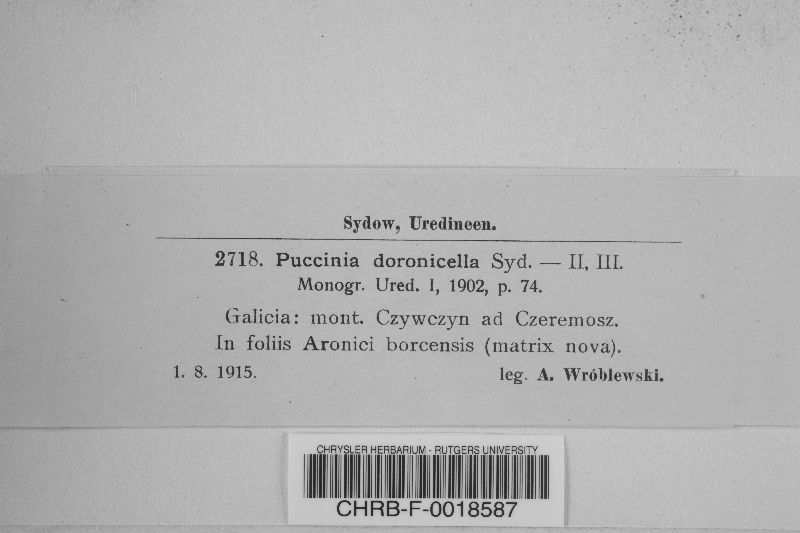 Sydow, Uredineen.
2718. Puccinia doronicella Syd. — II, III.
Monogr. Ured. I, 1902, p. 74.
Galicia: mont. Czywczyn ad Czeremosz.
In foliis Aronici borcensis (matrix nova).
1. 8. 1915. leg. A. Wróblewski.
CHRYSLER HERBARIUM - RUTGERS UNIVERSITY
CHRB-F-0018587